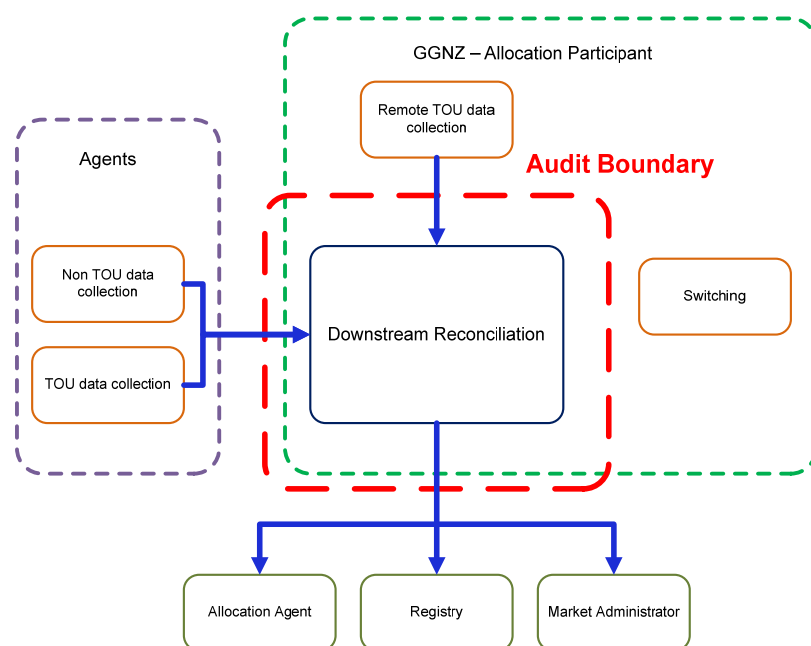 GGNZ – Allocation Participant
Remote TOU data
collection
Audit Boundary
Agents
Non TOU data
collection
Switching
Downstream Reconciliation
TOU data collection
Allocation Agent
Registry
Market Administrator